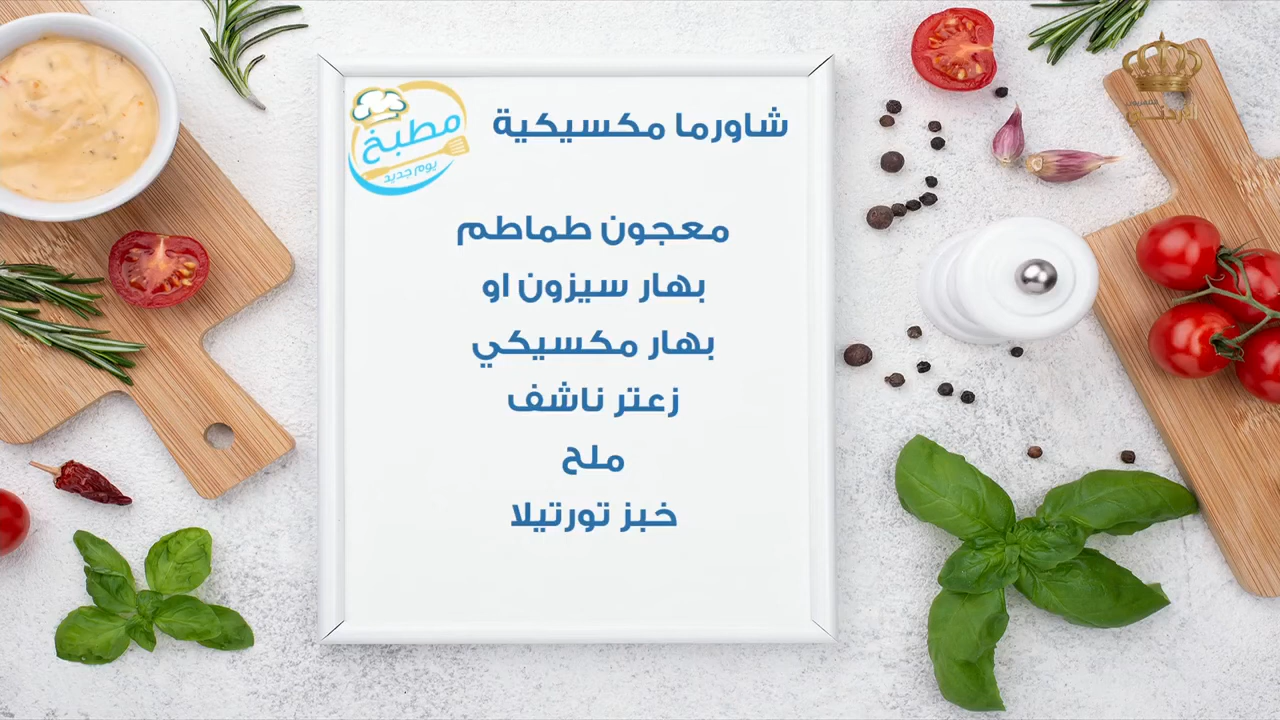 شاورما مكسيكية
مطبخ
يوم جديد
معجون طماطم
بهار سيزون او
بهار مكسيكي
زعتر ناشف
ملح
خبز تورتيلا